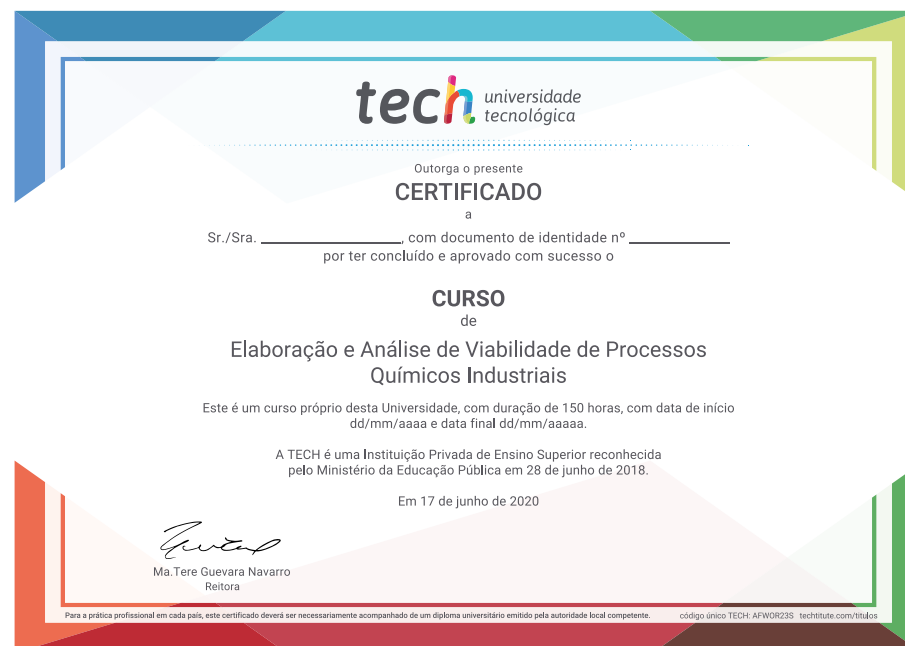 tech universidade
tecnológica
Outorga o presente
CERTIFICADO
a
Sr./Sra. ____________, com documento de identidade nº ____________
por ter concluído e aprovado com sucesso o
CURSO
de
Elaboração e Análise de Viabilidade de Processos
Químicos Industriais
Este é um curso próprio desta Universidade, com duração de 150 horas, com data de início
dd/mm/aaaa e data final dd/mm/aaaaa.
A TECH é uma Instituição Privada de Ensino Superior reconhecida
pelo Ministério da Educação Pública em 28 de junho de 2018.
Em 17 de junho de 2020
Ma.Tere Guevara Navarro
Reitora
Para a prática profissional em cada país, este certificado deverá ser necessariamente acompanhado de um diploma universitário emitido pela autoridade local competente. código único TECH: AFWOR23S techtitute.com/titulos